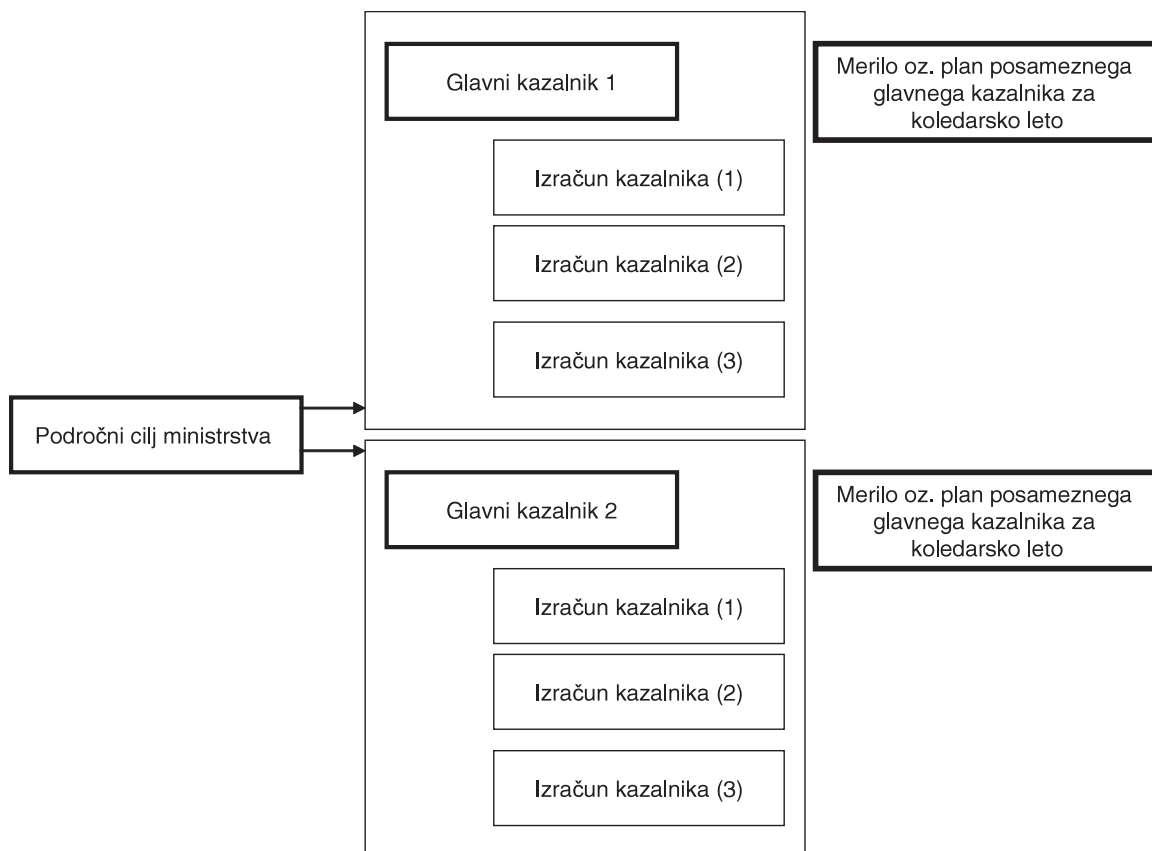 Glavni kazalnik 1
Merilo oz. plan posameznega
glavnega kazalnika za
koledarsko leto
Izračun kazalnika (1)
Izračun kazalnika (2)
Izračun kazalnika (3)
Področni cilj ministrstva
Glavni kazalnik 2
Merilo oz. plan posameznega
glavnega kazalnika za
koledarsko leto
Izračun kazalnika (1)
Izračun kazalnika (2)
Izračun kazalnika (3)